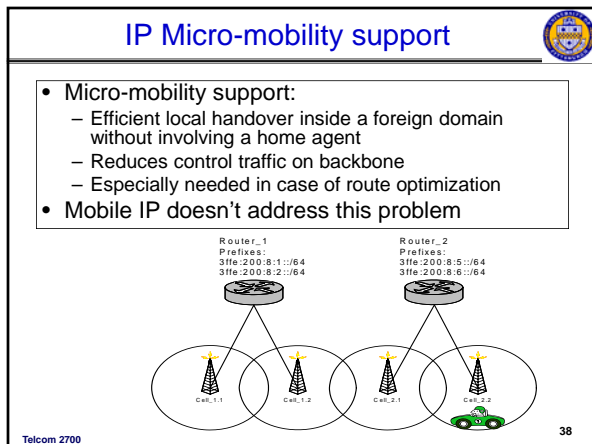 IP Micro-mobility support
• Micro-mobility support:
– Efficient local handover inside a foreign domain
without involving a home agent
– Reduces control traffic on backbone
– Especially needed in case of route optimization
• Mobile IP doesn't address this problem
Router_1
Prefixes:
3ffe:200:8:1::/64
3ffe:200:8:2::/64
Router_2
Prefixes:
3ffe:200:8:5::/64
3ffe:200:8:6::/64
Cell_1.1
Cell_1.2
Cell_2.1
Cell_2.2
Telcom 2700
38